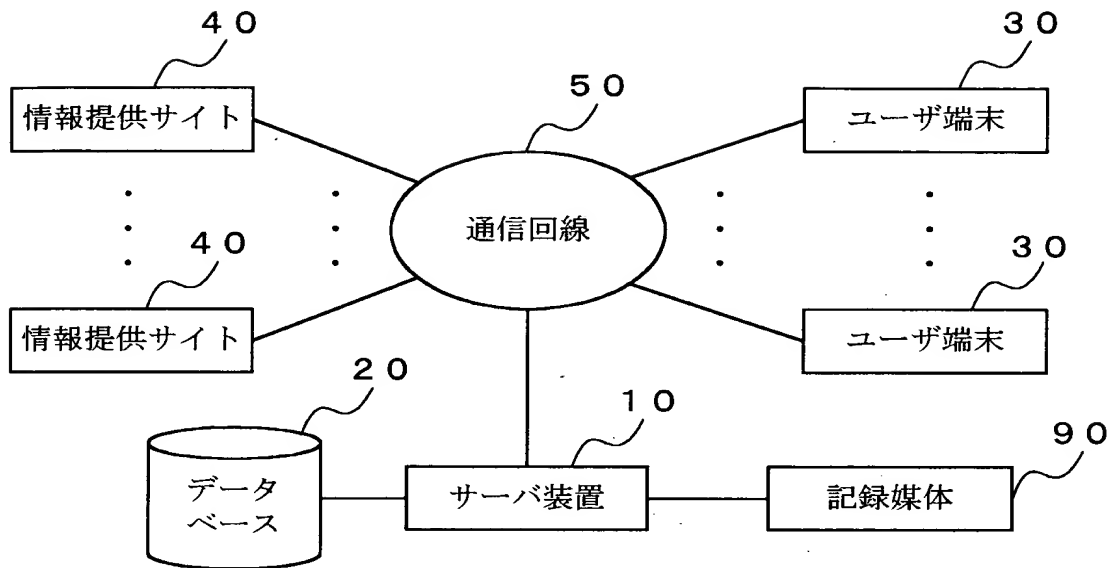 ４０
３０
５０
情報提供サイト
ユーザ端末
通信回線
４０
３０
情報提供サイト
ユーザ端末
２０
１０
９０
データ
ベース
サーバ装置
記録媒体